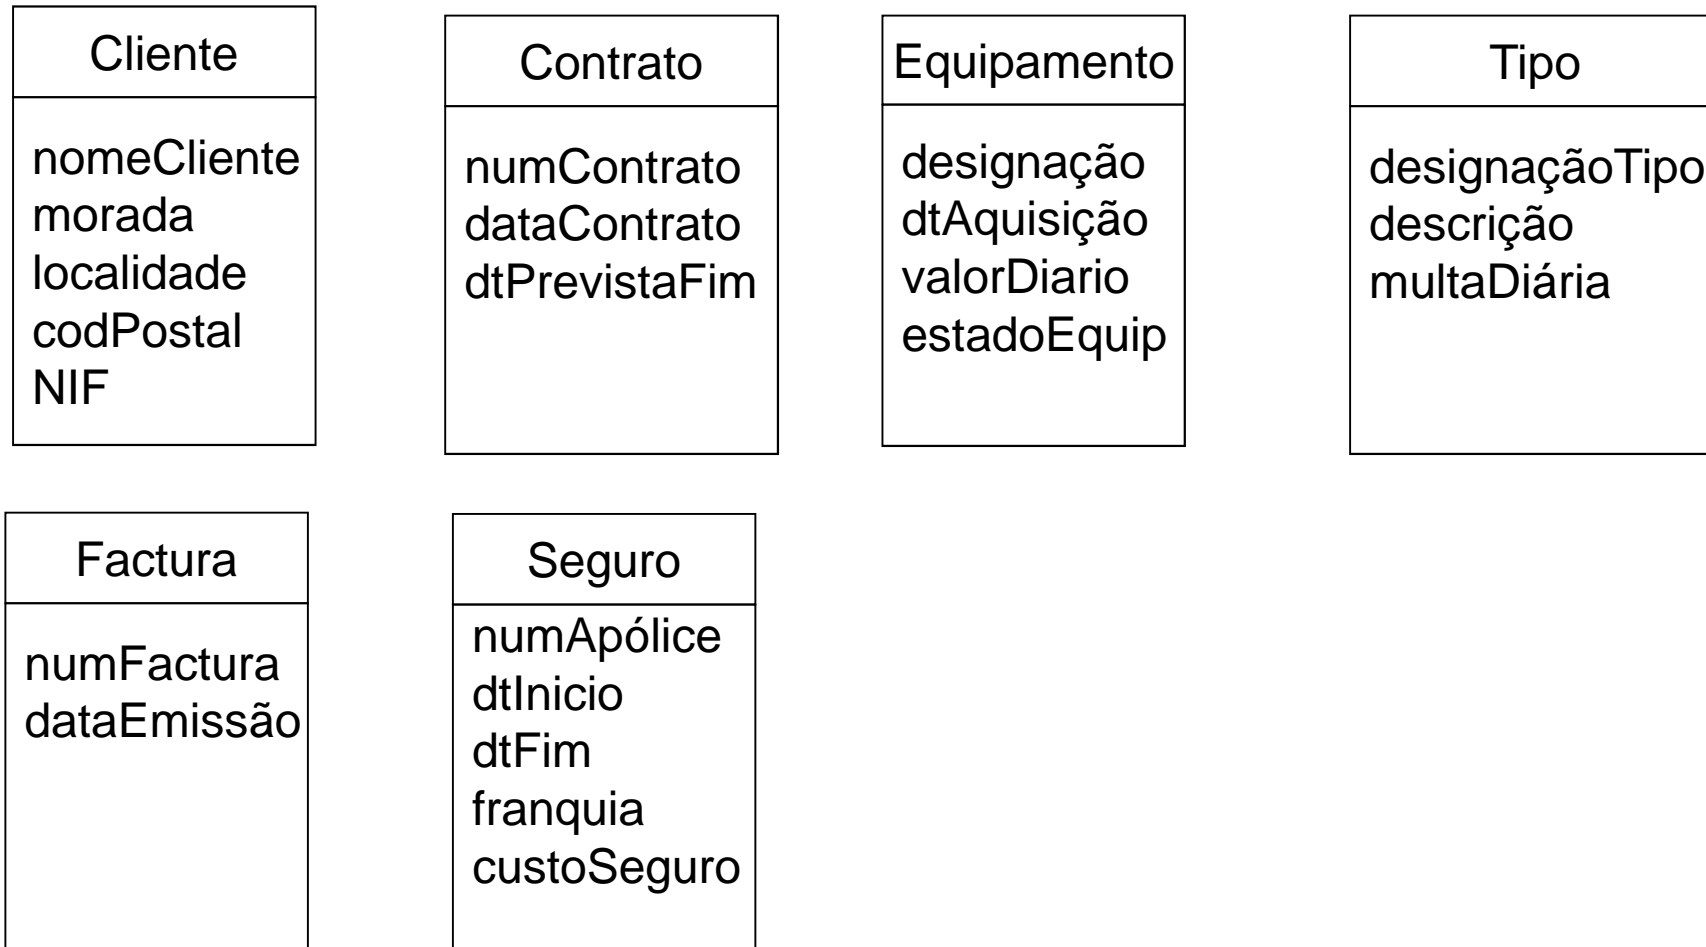 Cliente
nomeCliente
morada
localidade
codPostal
NIF
Contrato
numContrato
dataContrato
dtPrevistaFim
Equipamento
designação
dtAquisição
valorDiario
estadoEquip
Tipo
designaçãoTipo
descrição
multaDiária
Factura
numFactura
dataEmissão
Seguro
numApólice
dtInicio
dtFim
franquia
custoSeguro